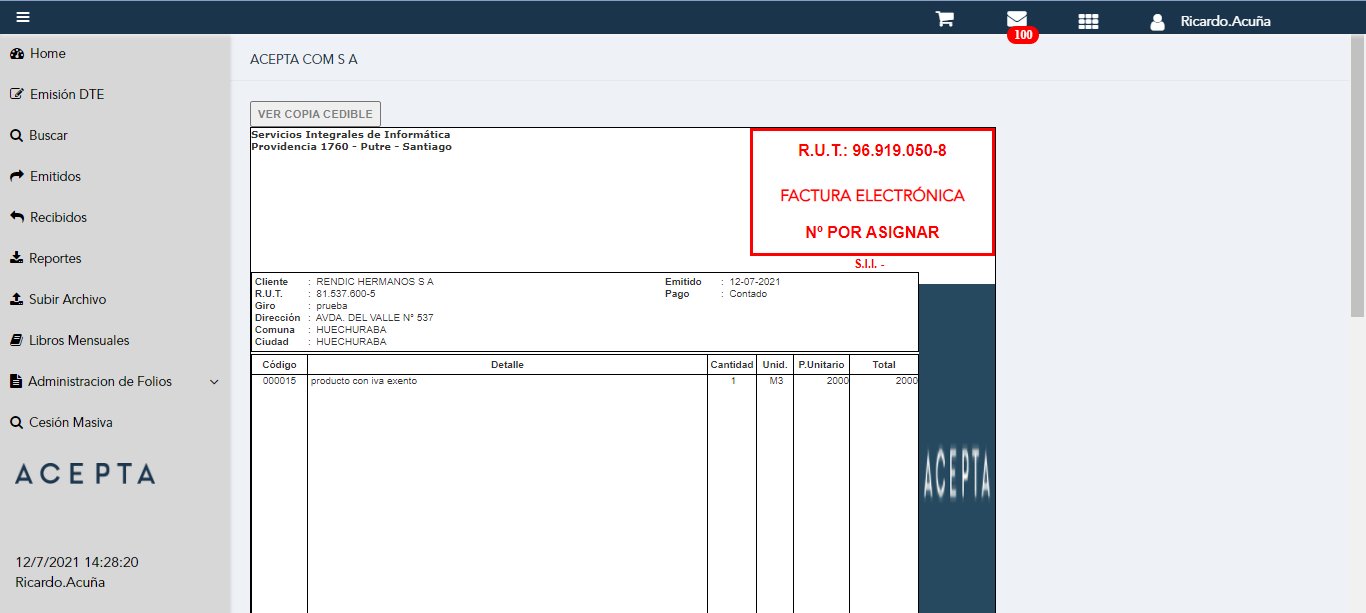 100
Ricardo.Acuña
Home
Emisión DTE
Buscar
Emitidos
Recibidos
Reportes
Subir Archivo
Libros Mensuales
Administracion de Folios
Cesión Masiva
ACEPTA
12/7/2021 14:28:20
Ricardo.Acuña
ACEPTA COM S A
VER COPIA CEDIBLE
Servicios Integrales de Informática
Providencia 1760 - Putre - Santiago
R.U.T.: 96.919.050-8
FACTURA ELECTRÓNICA
Nº POR ASIGNAR
S.I.I. -
Cliente : RENDIC HERMANOS S A Emitido : 12-07-2021
R.U.T. : 81.537.600-5 Pago : Contado
Giro : prueba
Dirección : AVDA. DEL VALLE N° 537
Comuna : HUECHURABA
Ciudad : HUECHURABA
Código Detalle Cantidad Unid. P.Unitario Total
000015 producto con iva exento 1 M3 2000 2000
ACEPTA